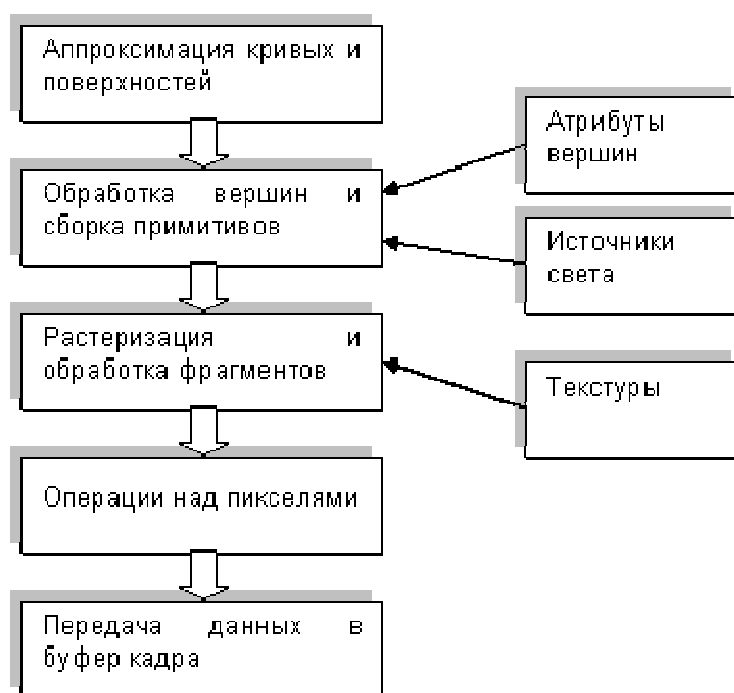 Аппроксимация кривых и
поверхностей
Атрибуты
вершин
Обработка вершин и
сборка примитивов
Источники
света
Растеризация и
обработка фрагментов
Текстуры
Операции над пикселями
Передача данных в
буфер кадра